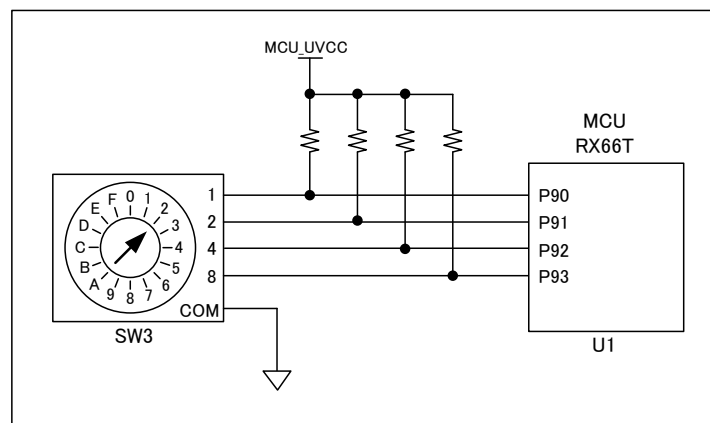 MCU_UVCC
MCU
RX66T
1
2
4
8
COM
P90
P91
P92
P93
0
1
2
3
4
5
6
7
8
9
A
B
C
D
E
F
SW3
U1